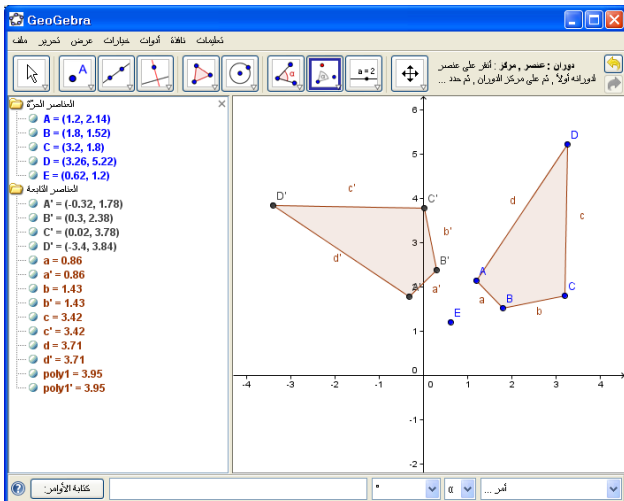 GeoGebra
ملف تحرير عرض خيارات أدوات نافذة تعليمات
دوران : عنصر , مركز : أنقر على عنصر
لدورانه أولاً , ثم على مركز الدوران , ثم حدد ...
A
α
a = 2
العناصر الحرّة
A = (1.2, 2.14)
B = (1.8, 1.52)
C = (3.2, 1.8)
D = (3.26, 5.22)
E = (0.62, 1.2)
العناصر التابعة
A' = (-0.32, 1.78)
B' = (0.3, 2.38)
C' = (0.02, 3.78)
D' = (-3.4, 3.84)
a = 0.86
a' = 0.86
b = 1.43
b' = 1.43
c = 3.42
c' = 3.42
d = 3.71
d' = 3.71
poly1 = 3.95
poly1' = 3.95
6
5
4
3
2
1
0
-1
-2
-4 -3 -2 -1 0 1 2 3 4
D'
c'
C'
b'
B'
d'
A'
a'
D
d
c
A
a
B
b
C
E
كتابة الأوامر:
°
α
أمر ...